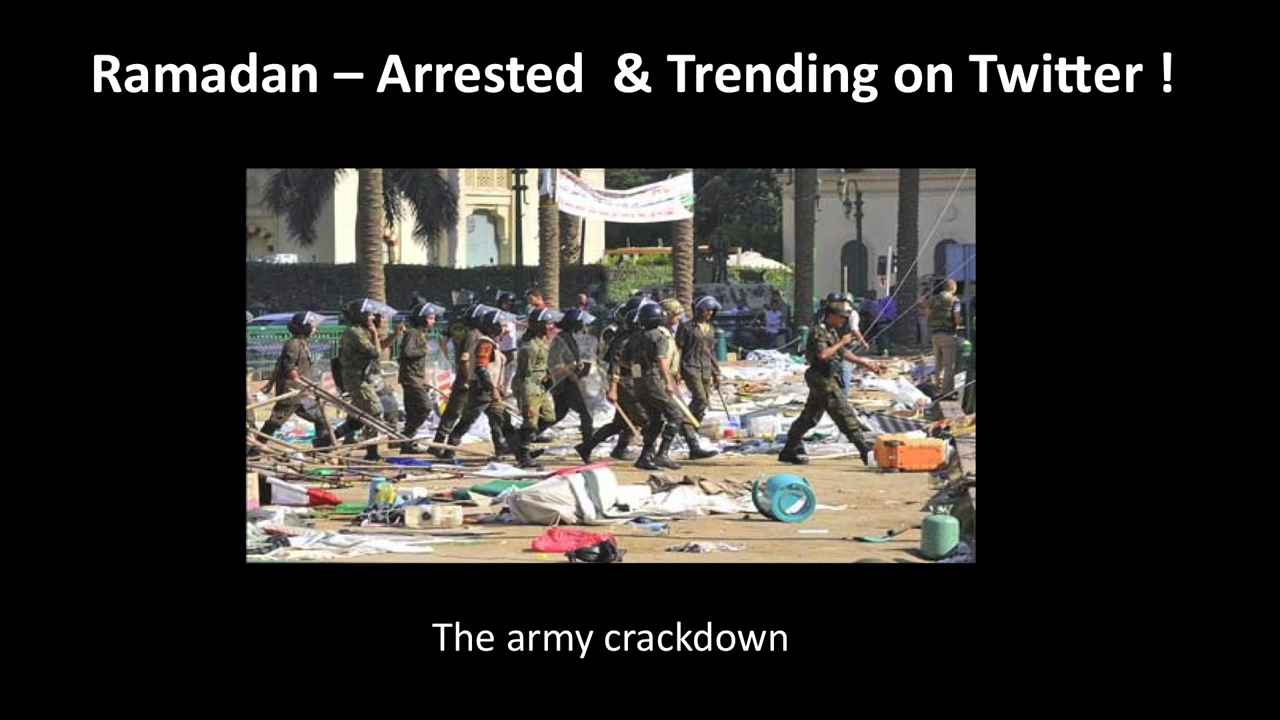 Ramadan – Arrested & Trending on Twitter !
The army crackdown